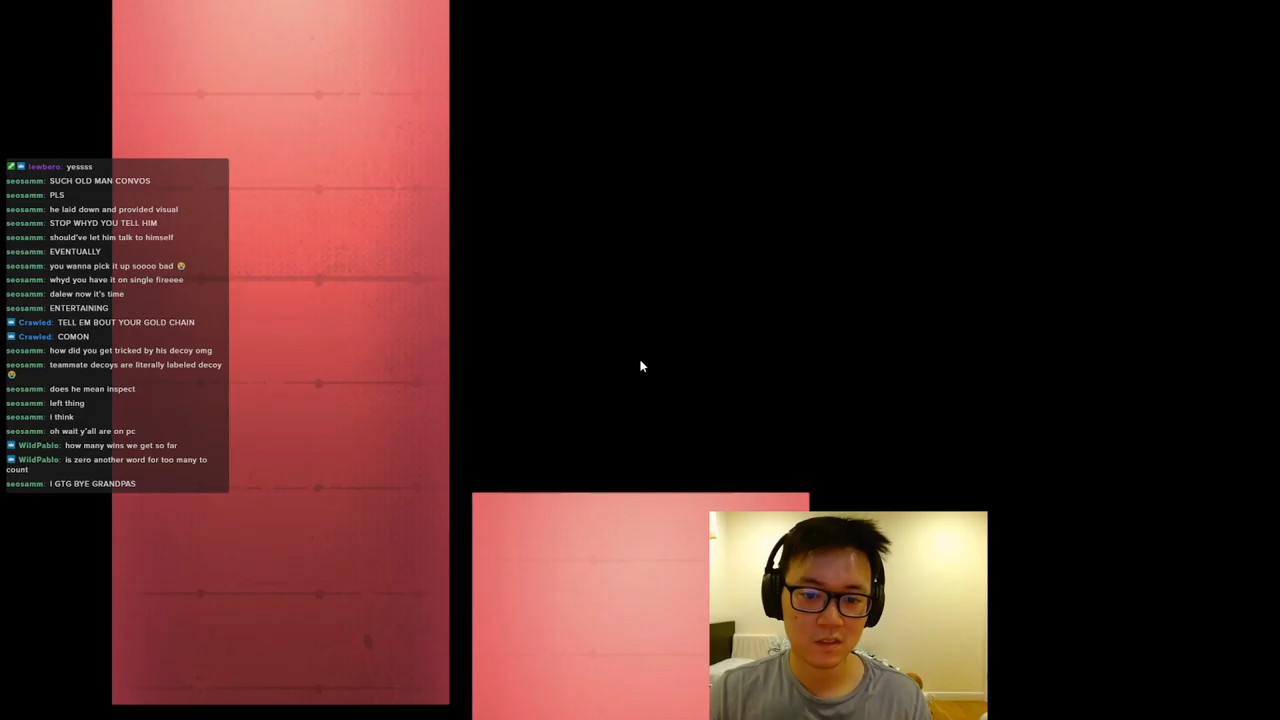 lewbero: yessss
seosamm: SUCH OLD MAN CONVOS
seosamm: PLS
seosamm: he laid down and provided visual
seosamm: STOP WHYD YOU TELL HIM
seosamm: should've let him talk to himself
seosamm: EVENTUALLY
seosamm: you wanna pick it up soooo bad 😭
seosamm: whyd you have it on single fireeee
seosamm: dalew now it's time
seosamm: ENTERTAINING
Crawled: TELL EM BOUT YOUR GOLD CHAIN
Crawled: COMON
seosamm: how did you get tricked by his decoy omg
seosamm: teammate decoys are literally labeled decoy
😭
seosamm: does he mean inspect
seosamm: left thing
seosamm: i think
seosamm: oh wait y'all are on pc
WildPablo: how many wins we get so far
WildPablo: is zero another word for too many to
count
seosamm: I GTG BYE GRANDPAS